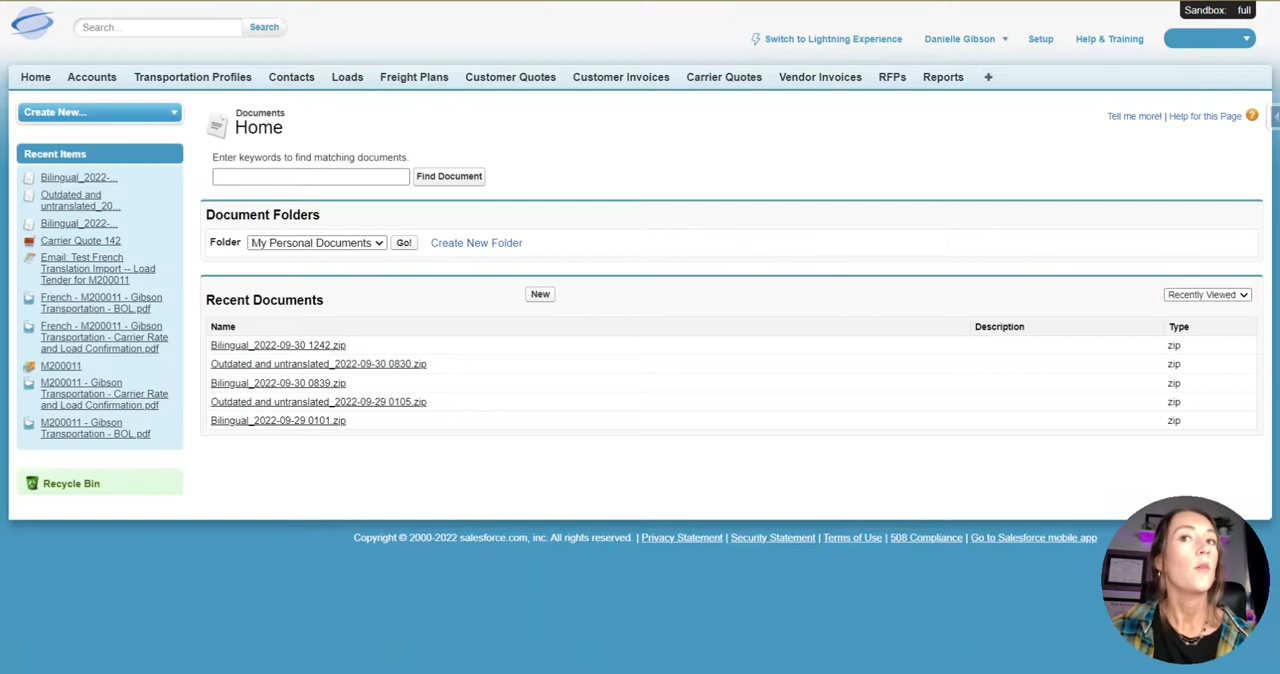 Sandbox: full
Search...
Search
Switch to Lightning Experience
Danielle Gibson
Setup
Help & Training
Home
Accounts
Transportation Profiles
Contacts
Loads
Freight Plans
Customer Quotes
Customer Invoices
Carrier Quotes
Vendor Invoices
RFPs
Reports
Create New...
Recent Items
Bilingual_2022-...
Outdated and
untranslated_20...
Bilingual_2022-...
Carrier Quote 142
Email: Test French
Translation Import -- Load
Tender for M200011
French - M200011 - Gibson
Transportation - BOL.pdf
French - M200011 - Gibson
Transportation - Carrier Rate
and Load Confirmation.pdf
M200011
M200011 - Gibson
Transportation - Carrier Rate
and Load Confirmation.pdf
M200011 - Gibson
Transportation - BOL.pdf
Recycle Bin
Documents
Home
Tell me more! | Help for this Page
Enter keywords to find matching documents.
Find Document
Document Folders
Folder
My Personal Documents
Go!
Create New Folder
Recent Documents
New
Recently Viewed
Name
Description
Type
Bilingual_2022-09-30 1242.zip
zip
Outdated and untranslated_2022-09-30 0830.zip
zip
Bilingual_2022-09-30 0839.zip
zip
Outdated and untranslated_2022-09-29 0105.zip
zip
Bilingual_2022-09-29 0101.zip
zip
Copyright © 2000-2022 salesforce.com, inc. All rights reserved. | Privacy Statement | Security Statement | Terms of Use | 508 Compliance | Go to Salesforce mobile app